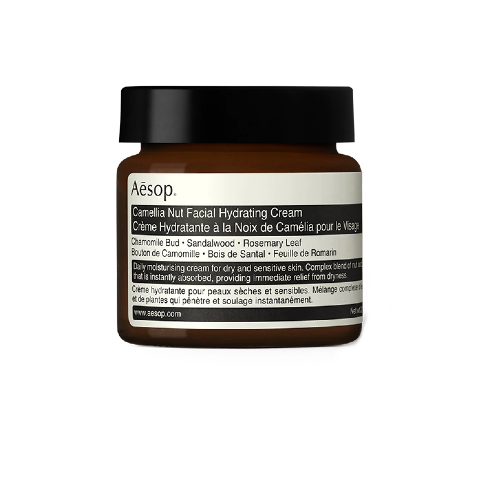 Aēsop.
Camellia Nut Facial Hydrating Cream
Crème Hydratante à la Noix de Camélia pour le Visage
Chamomile Bud • Sandalwood • Rosemary Leaf
Bouton de Camomille • Bois de Santal • Feuille de Romarin
Daily moisturising cream for dry and sensitive skin. Complex blend of nut
that is instantly absorbed, providing immediate relief from dryness.
Crème hydratante pour peaux sèches et sensibles. Mélange complexe
et de plantes qui pénètre et soulage instantanément.
www.aesop.com